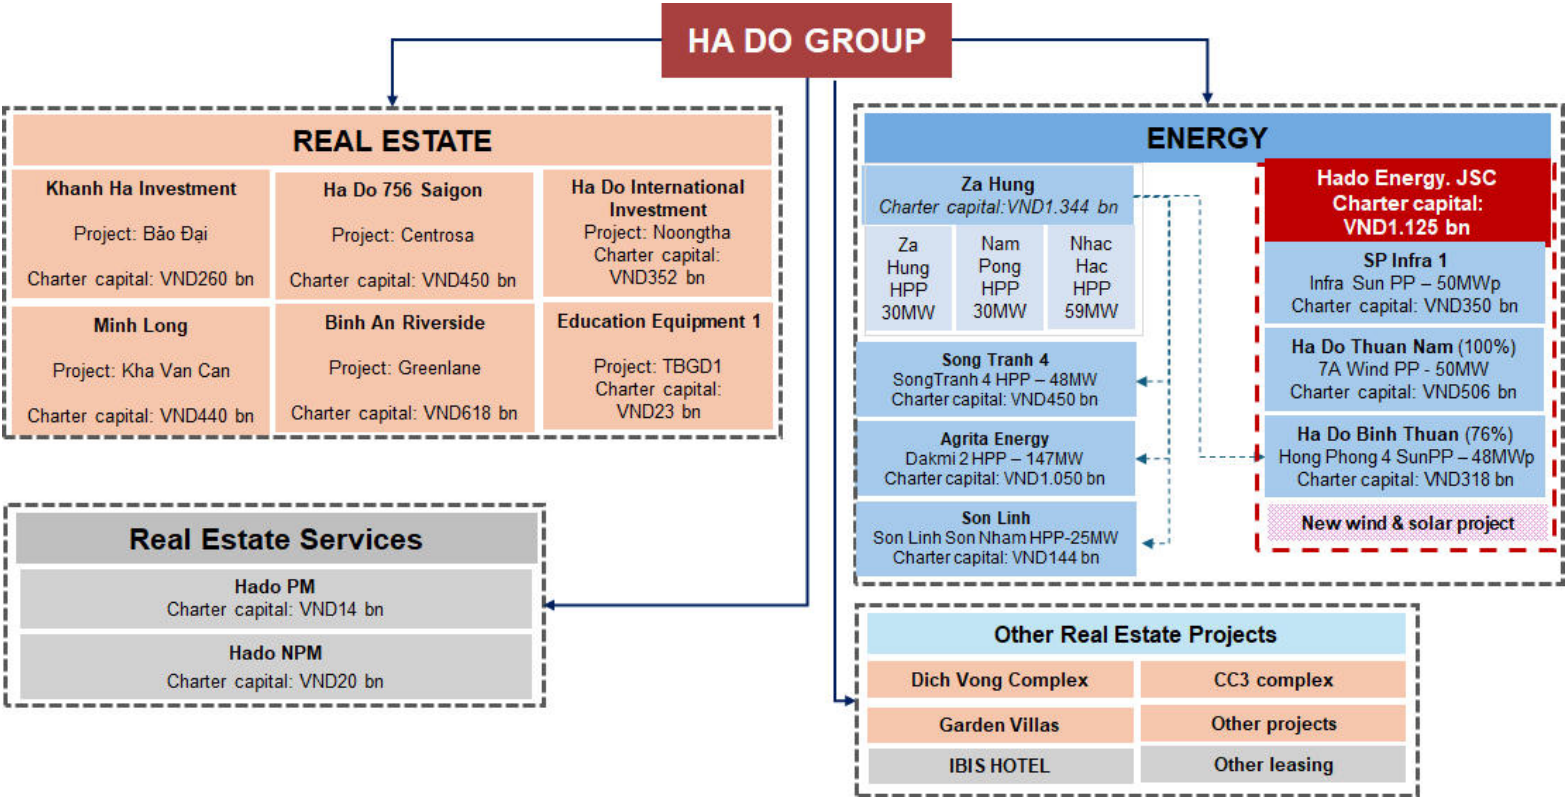 HA DO GROUP
REAL ESTATE
Khanh Ha Investment
Project: Bảo Đại
Charter capital: VND260 bn
Ha Do 756 Saigon
Project: Centrosa
Charter capital: VND450 bn
Ha Do International
Investment
Project: Noongtha
Charter capital:
VND352 bn
Minh Long
Project: Kha Van Can
Charter capital: VND440 bn
Binh An Riverside
Project: Greenlane
Charter capital: VND618 bn
Education Equipment 1
Project: TBGD1
Charter capital:
VND23 bn
Real Estate Services
Hado PM
Charter capital: VND14 bn
Hado NPM
Charter capital: VND20 bn
ENERGY
Za Hung
Charter capital:VND1.344 bn
Za
Hung
HPP
30MW
Nam
Pong
HPP
30MW
Nhac
Hac
HPP
59MW
Song Tranh 4
SongTranh 4 HPP – 48MW
Charter capital: VND450 bn
Agrita Energy
Dakmi 2 HPP – 147MW
Charter capital: VND1.050 bn
Son Linh
Son Linh Son Nham HPP-25MW
Charter capital: VND144 bn
Hado Energy. JSC
Charter capital:
VND1.125 bn
SP Infra 1
Infra Sun PP – 50MWp
Charter capital: VND350 bn
Ha Do Thuan Nam (100%)
7A Wind PP - 50MW
Charter capital: VND506 bn
Ha Do Binh Thuan (76%)
Hong Phong 4 SunPP – 48MWp
Charter capital: VND318 bn
New wind & solar project
Other Real Estate Projects
Dich Vong Complex
CC3 complex
Garden Villas
Other projects
IBIS HOTEL
Other leasing